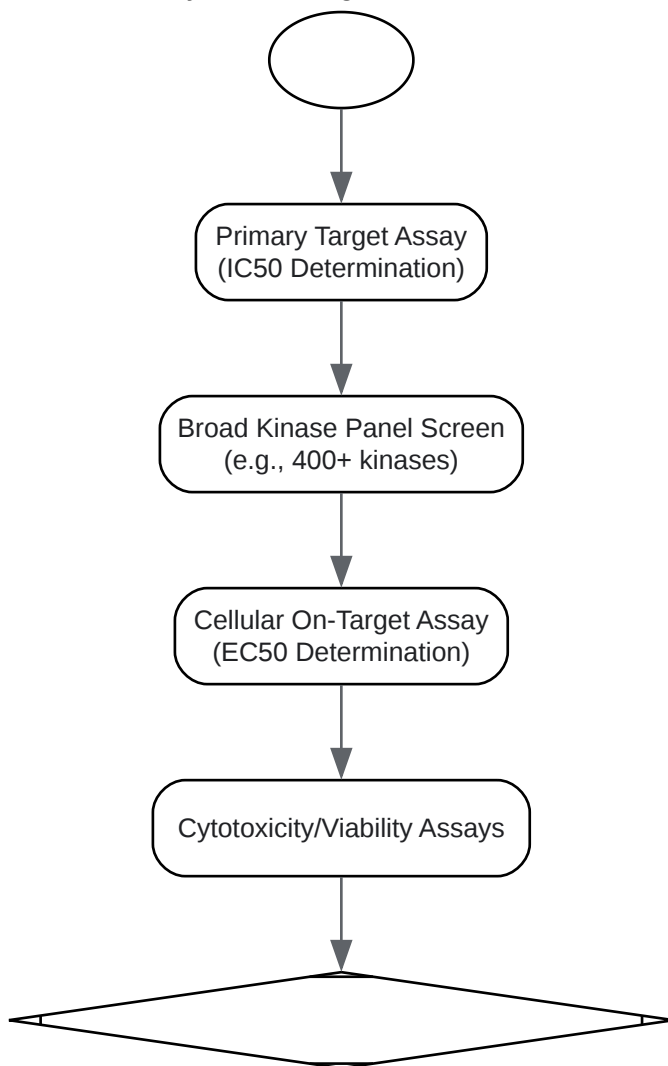 Primary Target Assay
(IC50 Determination)
Broad Kinase Panel Screen
(e.g., 400+ kinases)
Cellular On-Target Assay
(EC50 Determination)
Cytotoxicity/Viability Assays